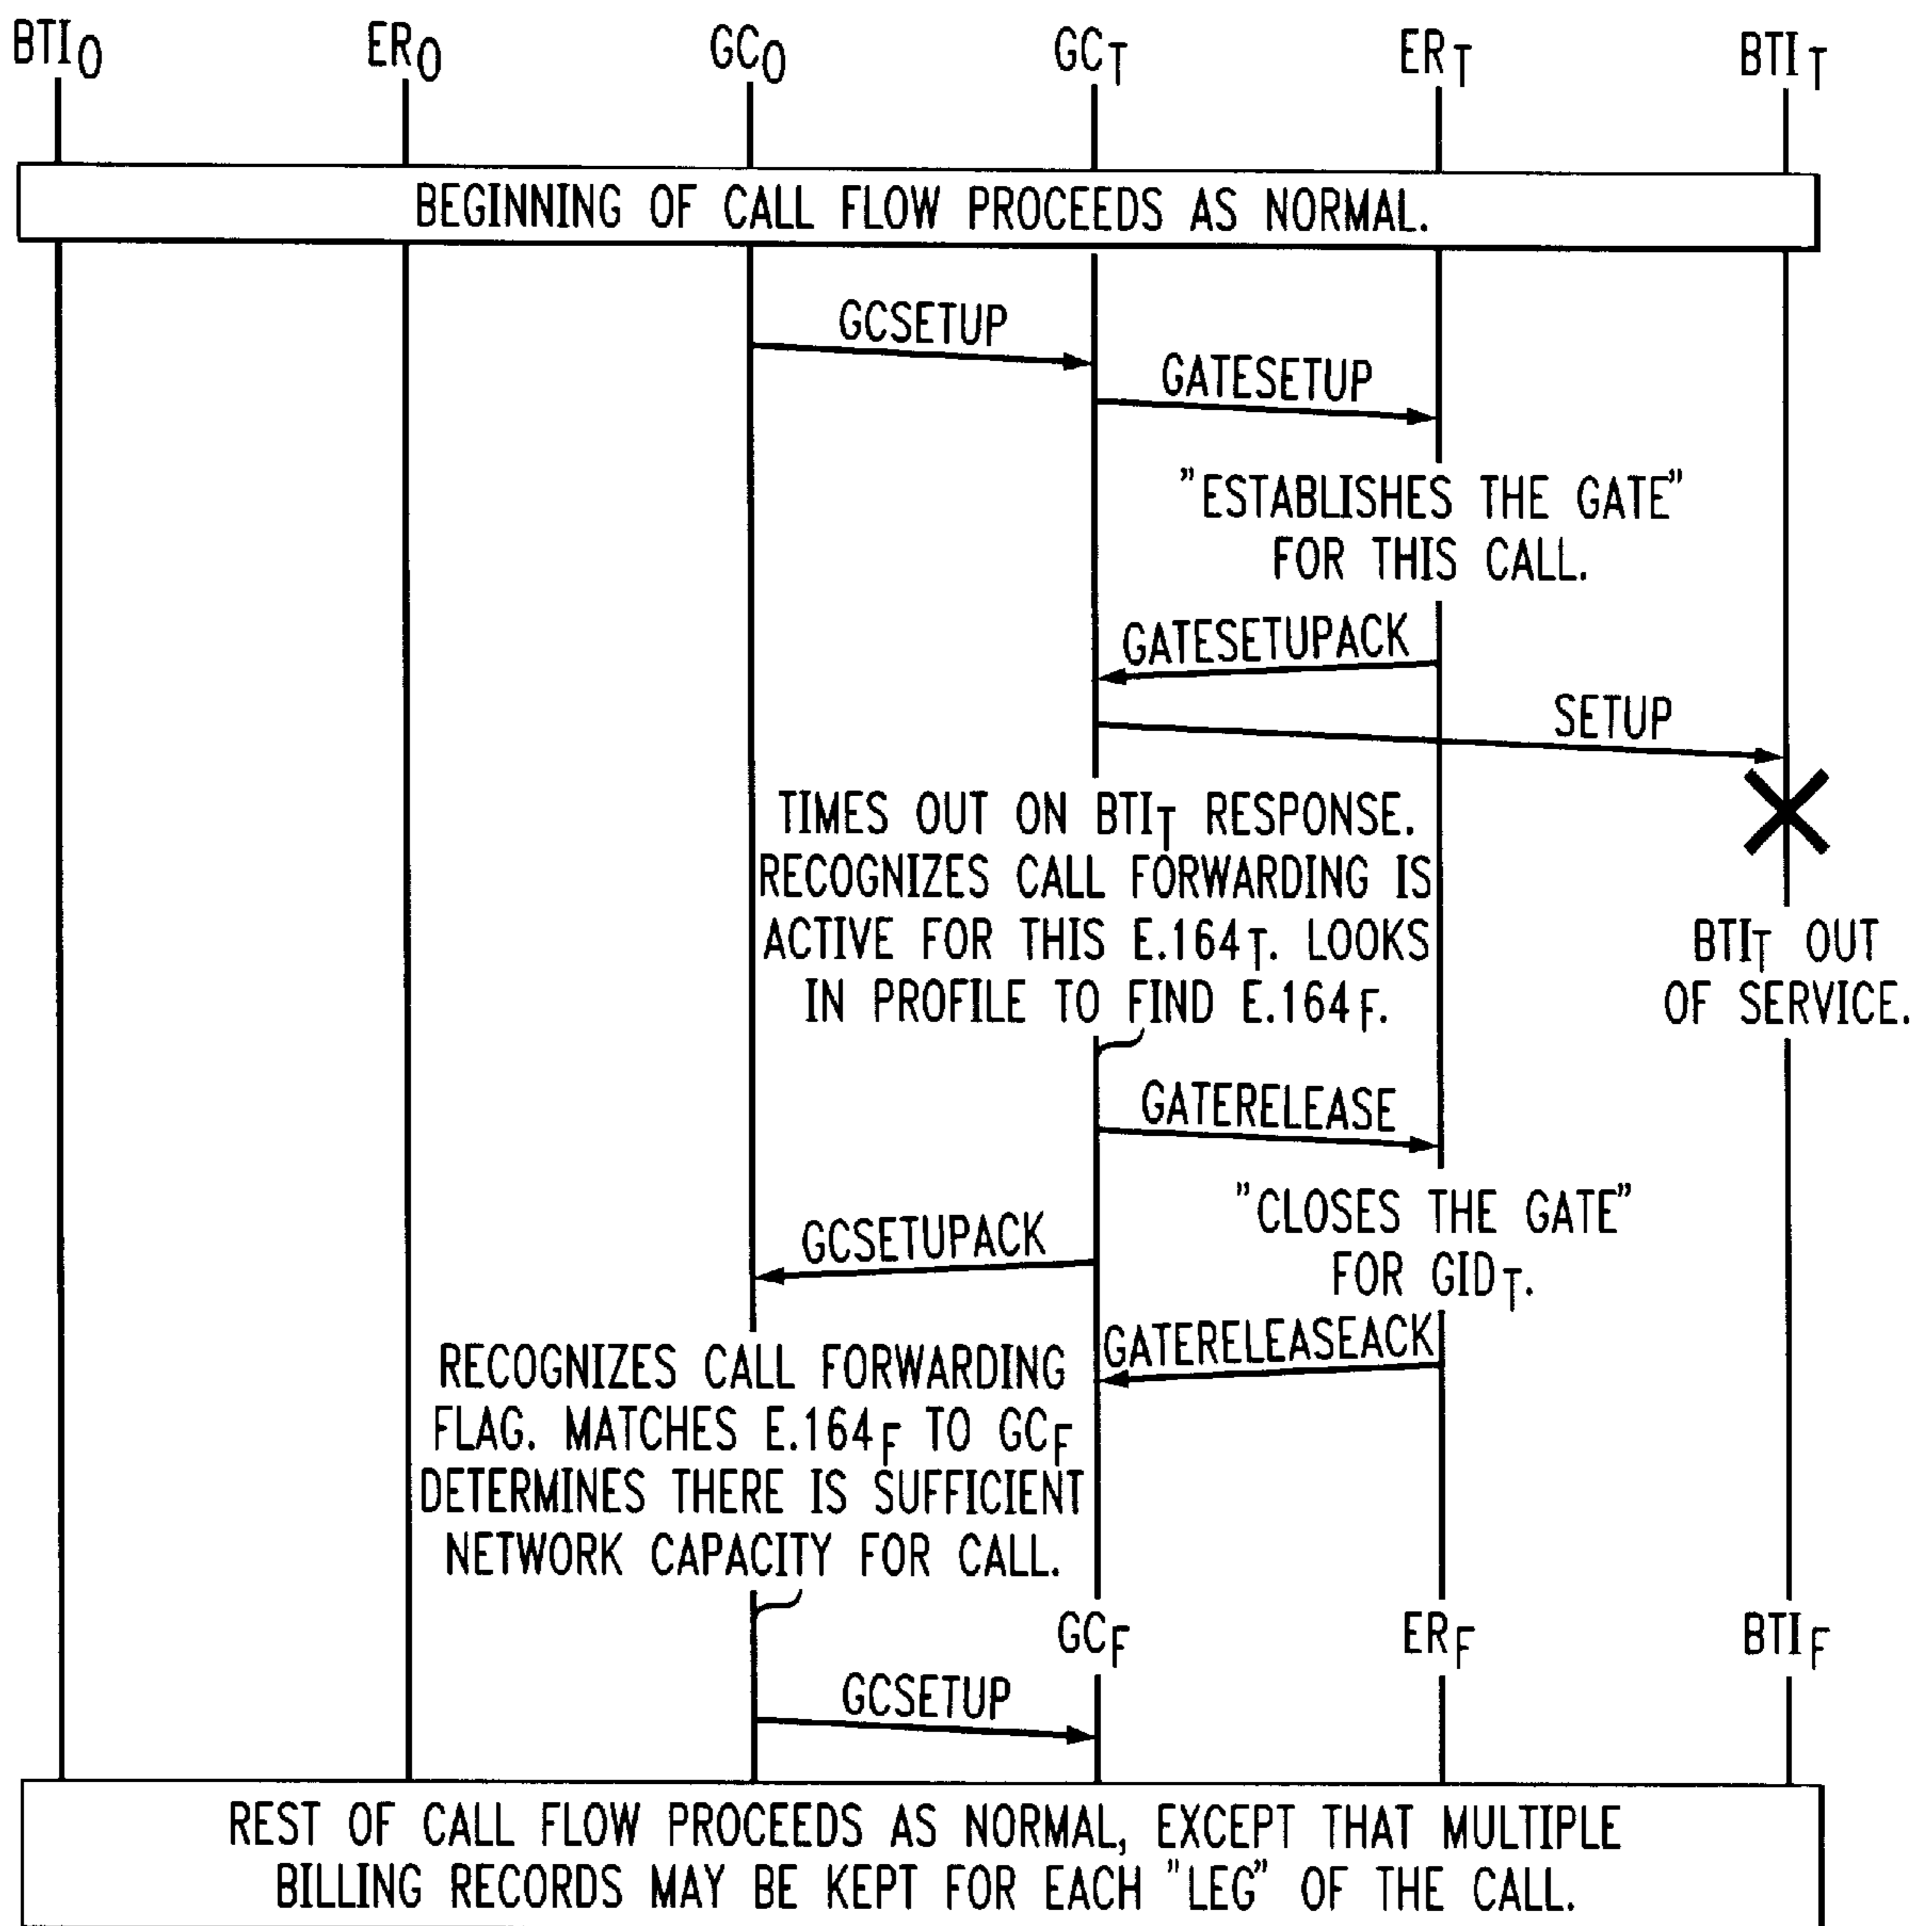 BTIO ERO GCO GCT ERT BTIT
BEGINNING OF CALL FLOW PROCEEDS AS NORMAL.
GCSETUP
GATESETUP
"ESTABLISHES THE GATE"
FOR THIS CALL.
GATESETUPACK
SETUP
TIMES OUT ON BTIT RESPONSE.
RECOGNIZES CALL FORWARDING IS
ACTIVE FOR THIS E.164T. LOOKS
IN PROFILE TO FIND E.164F.
BTIT OUT
OF SERVICE.
GATERELEASE
"CLOSES THE GATE"
FOR GIDT.
GCSETUPACK
GATERELEASEACK
RECOGNIZES CALL FORWARDING
FLAG. MATCHES E.164F TO GCF
DETERMINES THERE IS SUFFICIENT
NETWORK CAPACITY FOR CALL.
GCF ERF BTIF
GCSETUP
REST OF CALL FLOW PROCEEDS AS NORMAL, EXCEPT THAT MULTIPLE
BILLING RECORDS MAY BE KEPT FOR EACH "LEG" OF THE CALL.